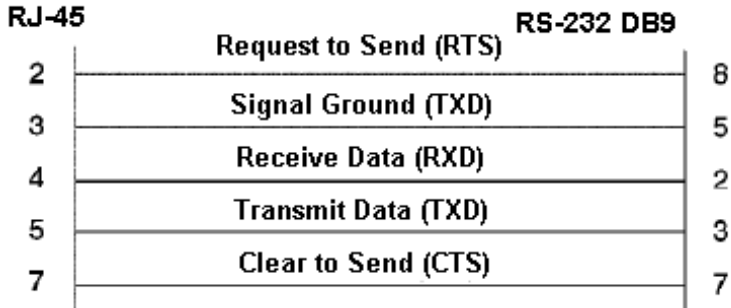 RJ-45 RS-232 DB9
Request to Send (RTS)
2 8
Signal Ground (TXD)
3 5
Receive Data (RXD)
4 2
Transmit Data (TXD)
5 3
Clear to Send (CTS)
7 7